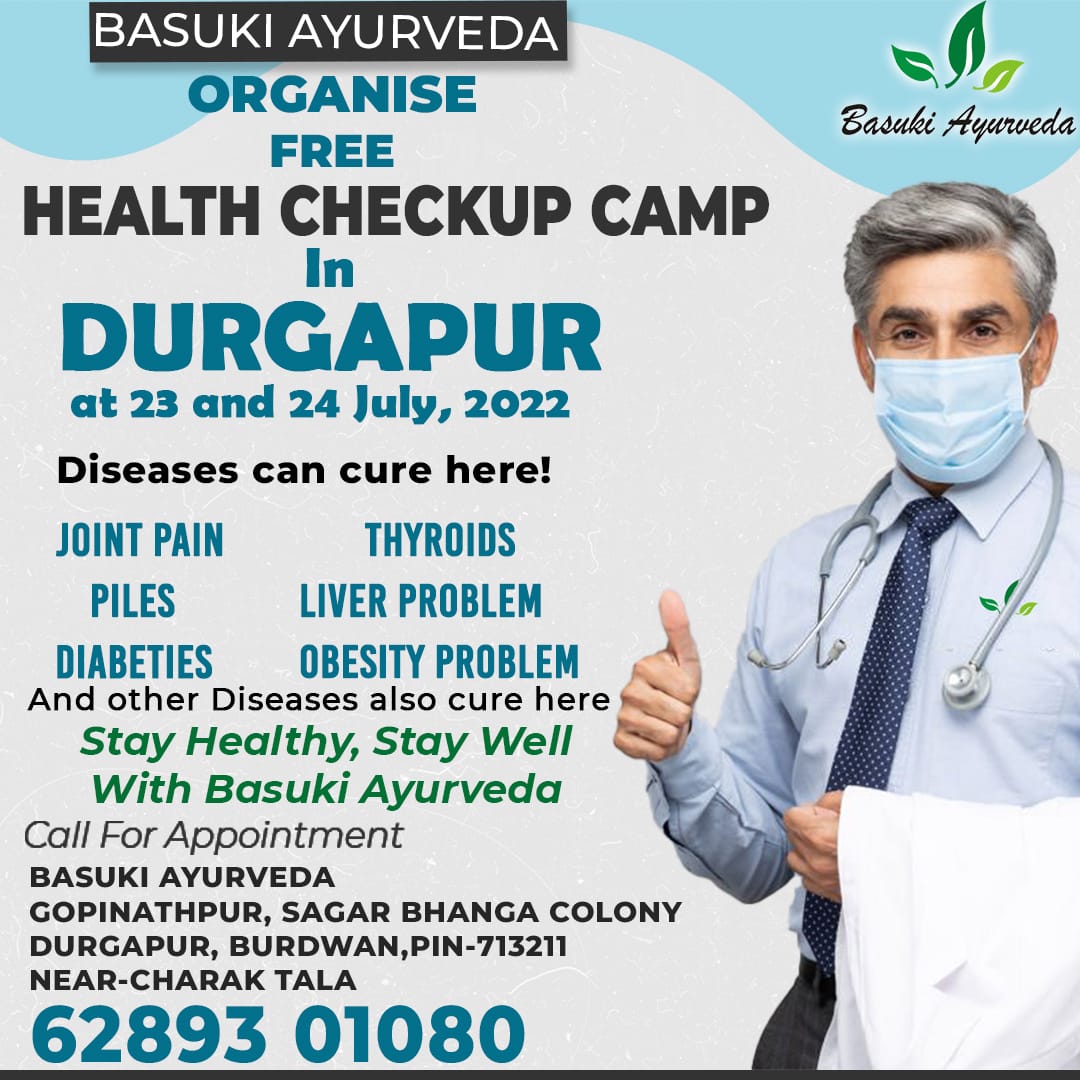 BASUKI AYURVEDA
Basuki Ayurveda
ORGANISE
FREE
HEALTH CHECKUP CAMP
In
DURGAPUR
at 23 and 24 July, 2022
Diseases can cure here!
JOINT PAIN THYROIDS
PILES LIVER PROBLEM
DIABETIES OBESITY PROBLEM
And other Diseases also cure here
Stay Healthy, Stay Well
With Basuki Ayurveda
Call For Appointment
BASUKI AYURVEDA
GOPINATHPUR, SAGAR BHANGA COLONY
DURGAPUR, BURDWAN,PIN-713211
NEAR-CHARAK TALA
62893 01080